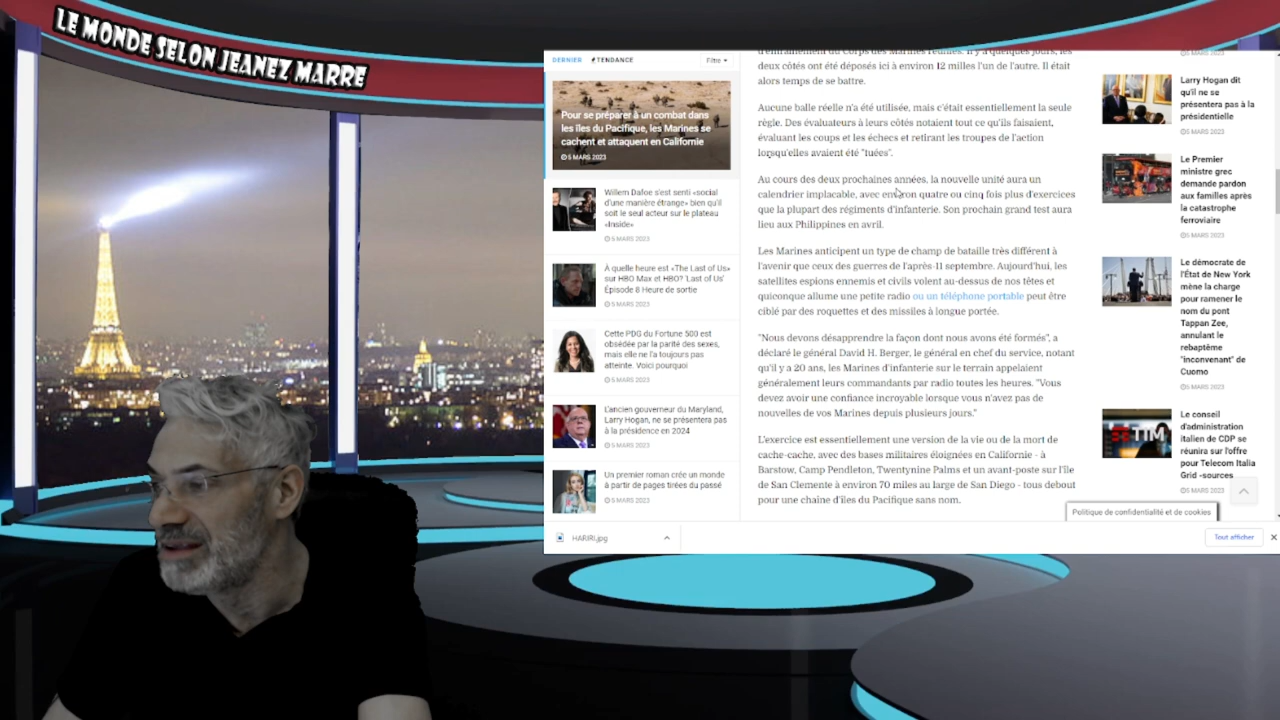 LE MONDE SELON JEANEZ MARRE
DERNIER
TENDANCE
Filtre
Pour se préparer à un combat dans
les îles du Pacifique, les Marines se
cachent et attaquent en Californie
5 MARS 2023
Willem Dafoe s'est senti «social
d'une manière étrange» bien qu'il
soit le seul acteur sur le plateau
«Inside»
5 MARS 2023
À quelle heure est «The Last of Us»
sur HBO Max et HBO? 'Last of Us'
Épisode 8 Heure de sortie
5 MARS 2023
Cette PDG du Fortune 500 est
obsédée par la parité des sexes,
mais elle ne l'a toujours pas
atteinte. Voici pourquoi
5 MARS 2023
L'ancien gouverneur du Maryland,
Larry Hogan, ne se présentera pas
à la présidence en 2024
5 MARS 2023
Un premier roman crée un monde
à partir de pages tirées du passé
5 MARS 2023
d'entraînement du Corps des Marines réunies. Il y a quelques jours, les
deux côtés ont été déposés ici à environ 12 milles l'un de l'autre. Il était
alors temps de se battre.
Aucune balle réelle n'a été utilisée, mais c'était essentiellement la seule
règle. Des évaluateurs à leurs côtés notaient tout ce qu'ils faisaient,
évaluant les coups et les échecs et retirant les troupes de l'action
lorsqu'elles avaient été "tuées".
Au cours des deux prochaines années, la nouvelle unité aura un
calendrier implacable, avec environ quatre ou cinq fois plus d'exercices
que la plupart des régiments d'infanterie. Son prochain grand test aura
lieu aux Philippines en avril.
Les Marines anticipent un type de champ de bataille très différent à
l'avenir que ceux des guerres de l'après-11 septembre. Aujourd'hui, les
satellites espions ennemis et civils volent au-dessus de nos têtes et
quiconque allume une petite radio ou un téléphone portable peut être
ciblé par des roquettes et des missiles à longue portée.
"Nous devons désapprendre la façon dont nous avons été formés", a
déclaré le général David H. Berger, le général en chef du service, notant
qu'il y a 20 ans, les Marines d'infanterie sur le terrain appelaient
généralement leurs commandants par radio toutes les heures. "Vous
devez avoir une confiance incroyable lorsque vous n'avez pas de
nouvelles de vos Marines depuis plusieurs jours."
L'exercice est essentiellement une version de la vie ou de la mort de
cache-cache, avec des bases militaires éloignées en Californie - à
Barstow, Camp Pendleton, Twentynine Palms et un avant-poste sur l'île
de San Clemente à environ 70 miles au large de San Diego - tous debout
pour une chaîne d'îles du Pacifique sans nom.
5 MARS 2023
Larry Hogan dit
qu'il ne se
présentera pas à la
présidentielle
5 MARS 2023
Le Premier
ministre grec
demande pardon
aux familles après
la catastrophe
ferroviaire
5 MARS 2023
Le démocrate de
l'État de New York
mène la charge
pour ramener le
nom du pont
Tappan Zee,
annulant le
rebaptême
"inconvenant" de
Cuomo
5 MARS 2023
TIM
Le conseil
d'administration
italien de CDP se
réunira sur l'offre
pour Telecom Italia
Grid -sources
5 MARS 2023
Politique de confidentialité et de cookies
HARIRI.jpg
Tout afficher